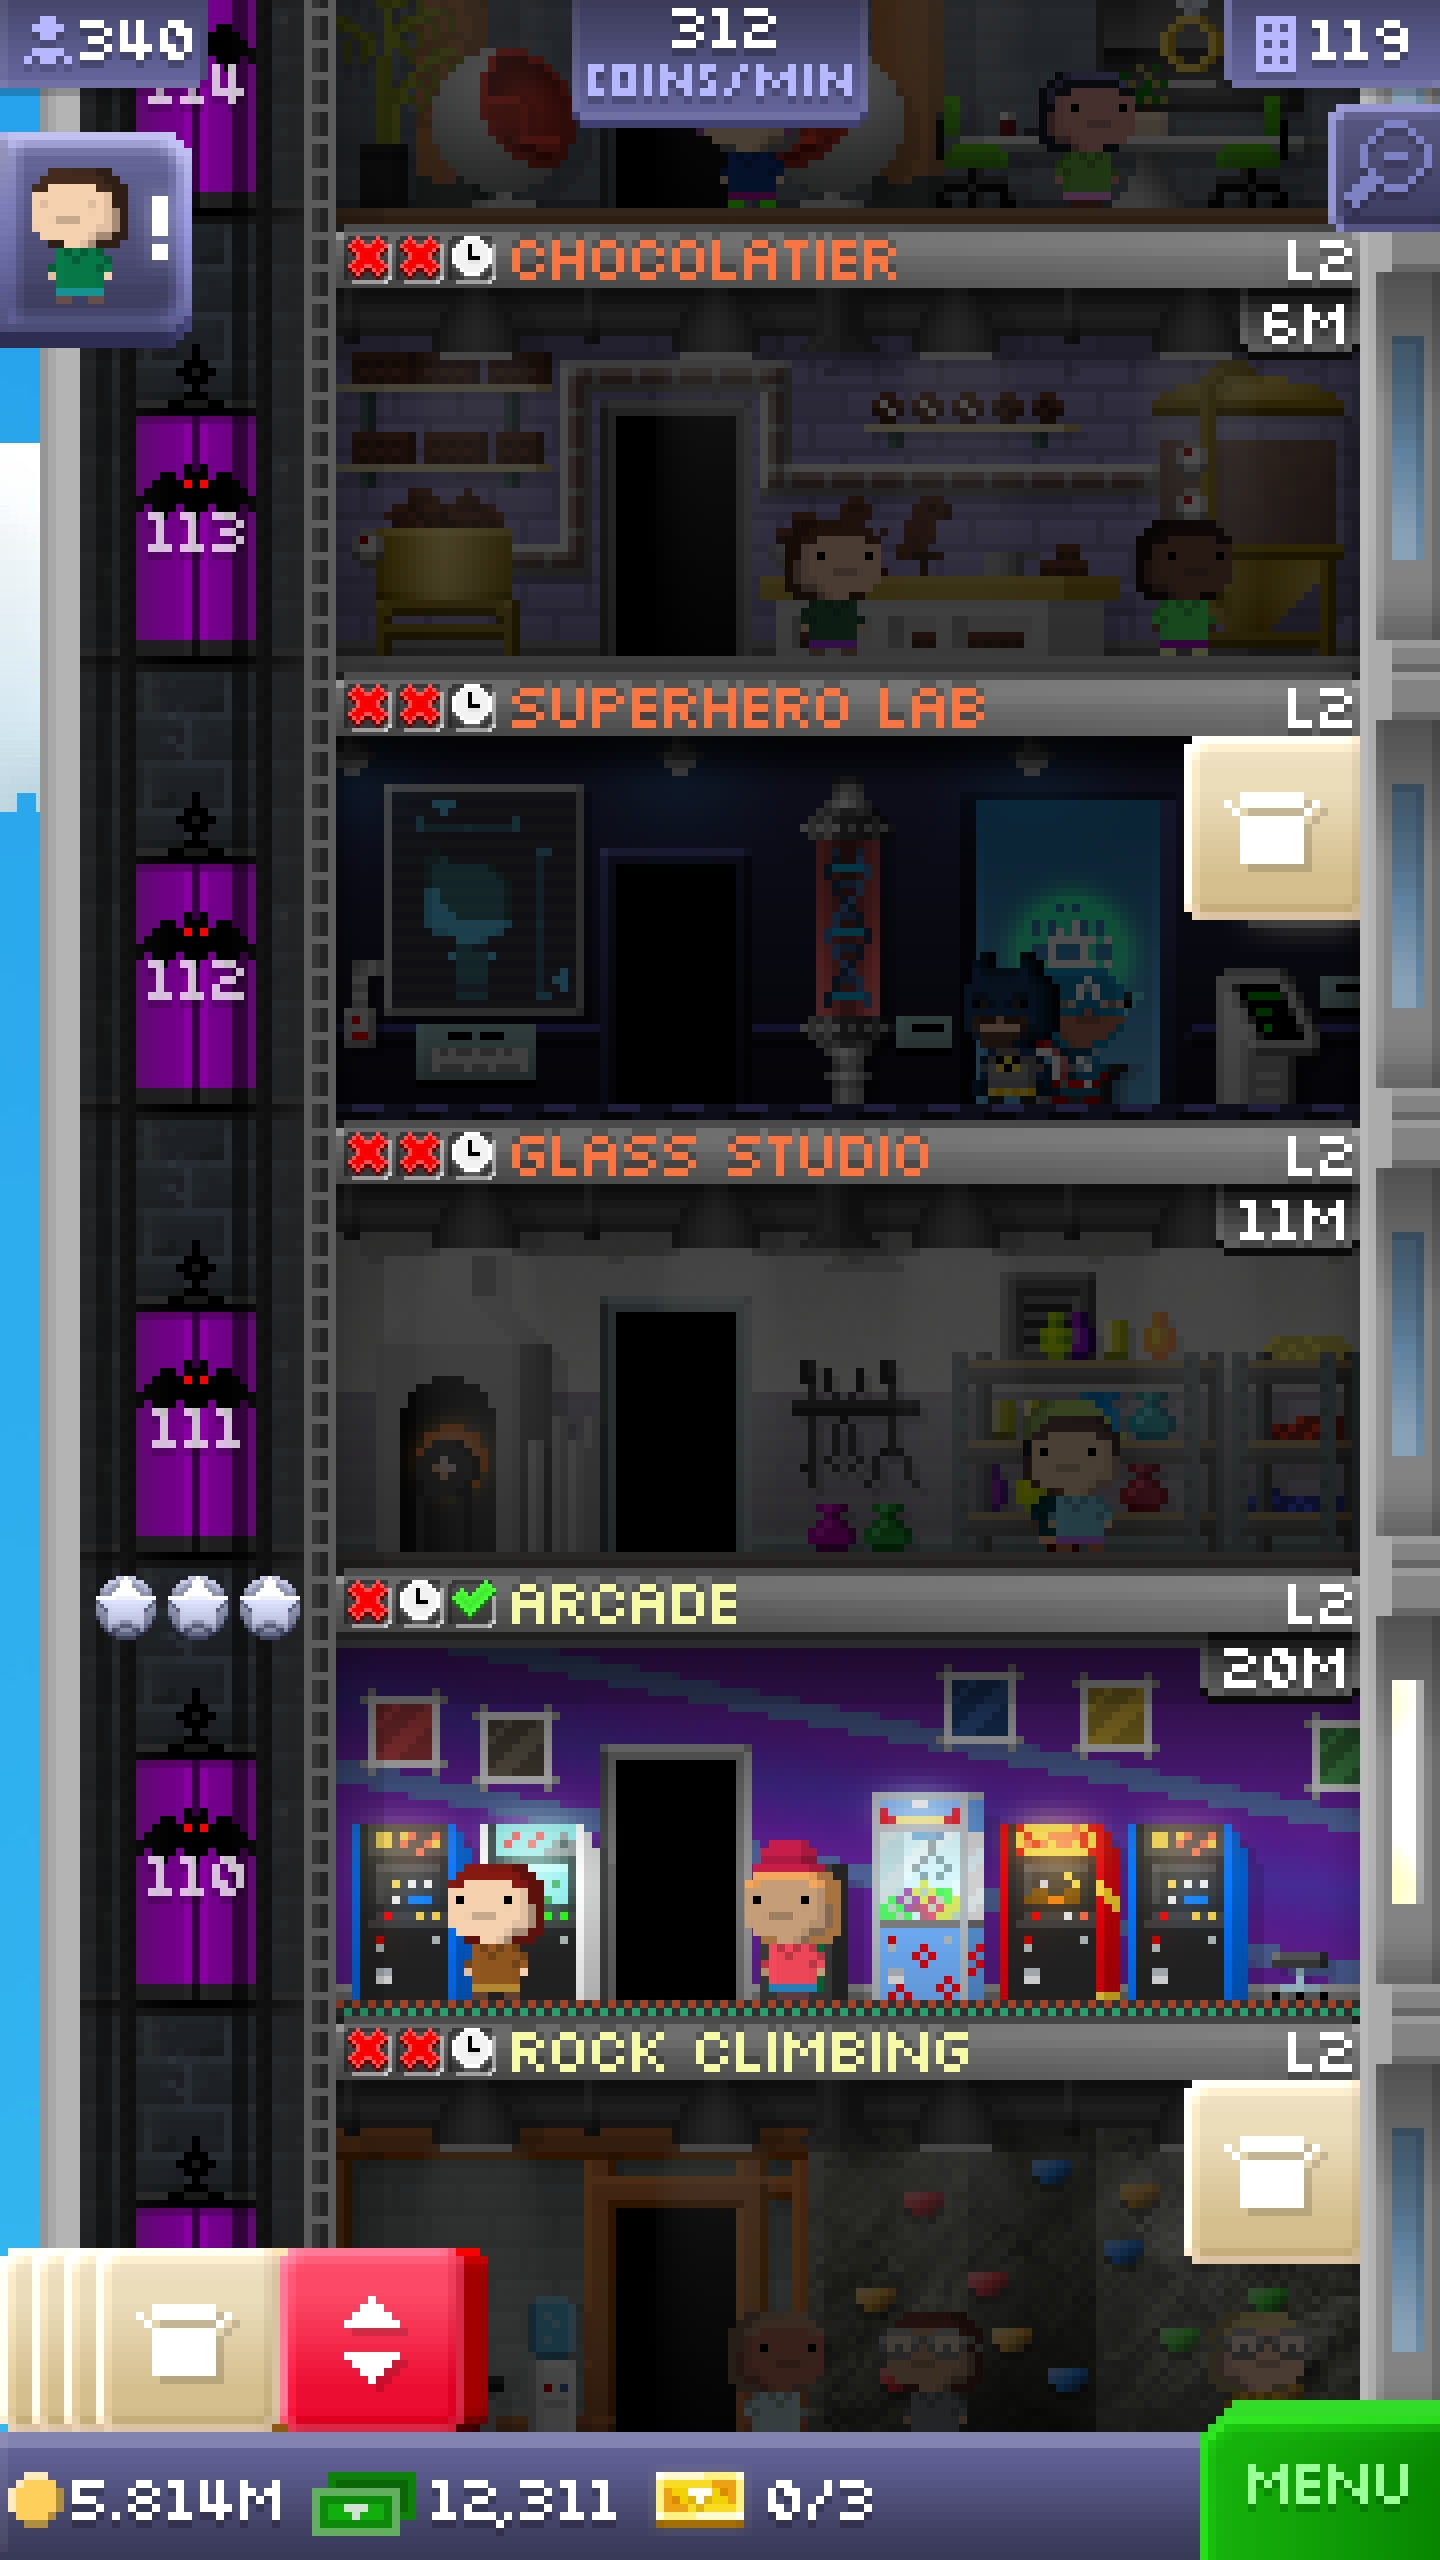 340
312
COINS/MIN
119
114
!
CHOCOLATIER L2
6M
113
SUPERHERO LAB L2
112
GLASS STUDIO L2
11M
111
ARCADE L2
20M
110
ROCK CLIMBING L2
5.814M 12,311 0/3 MENU